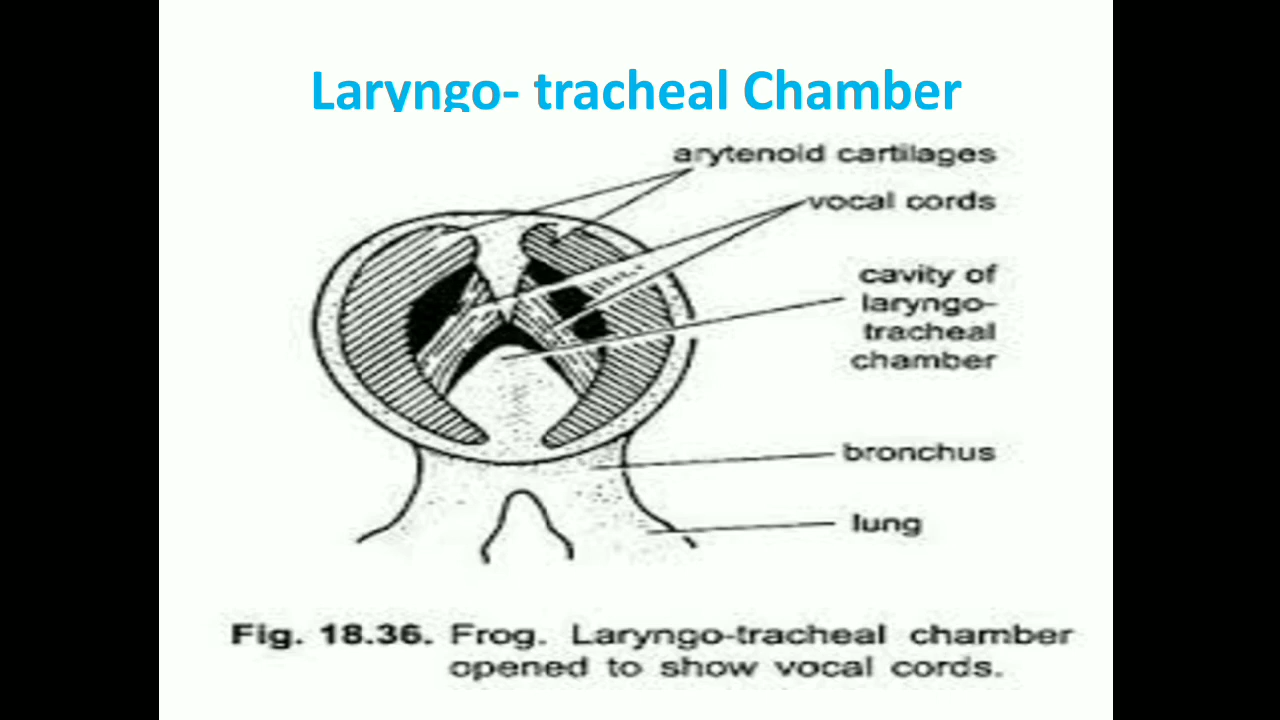 Laryngo- tracheal Chamber
arytenoid cartilages
vocal cords
cavity of
laryngo-
tracheal
chamber
bronchus
lung
Fig. 18.36. Frog. Laryngo-tracheal chamber
opened to show vocal cords.